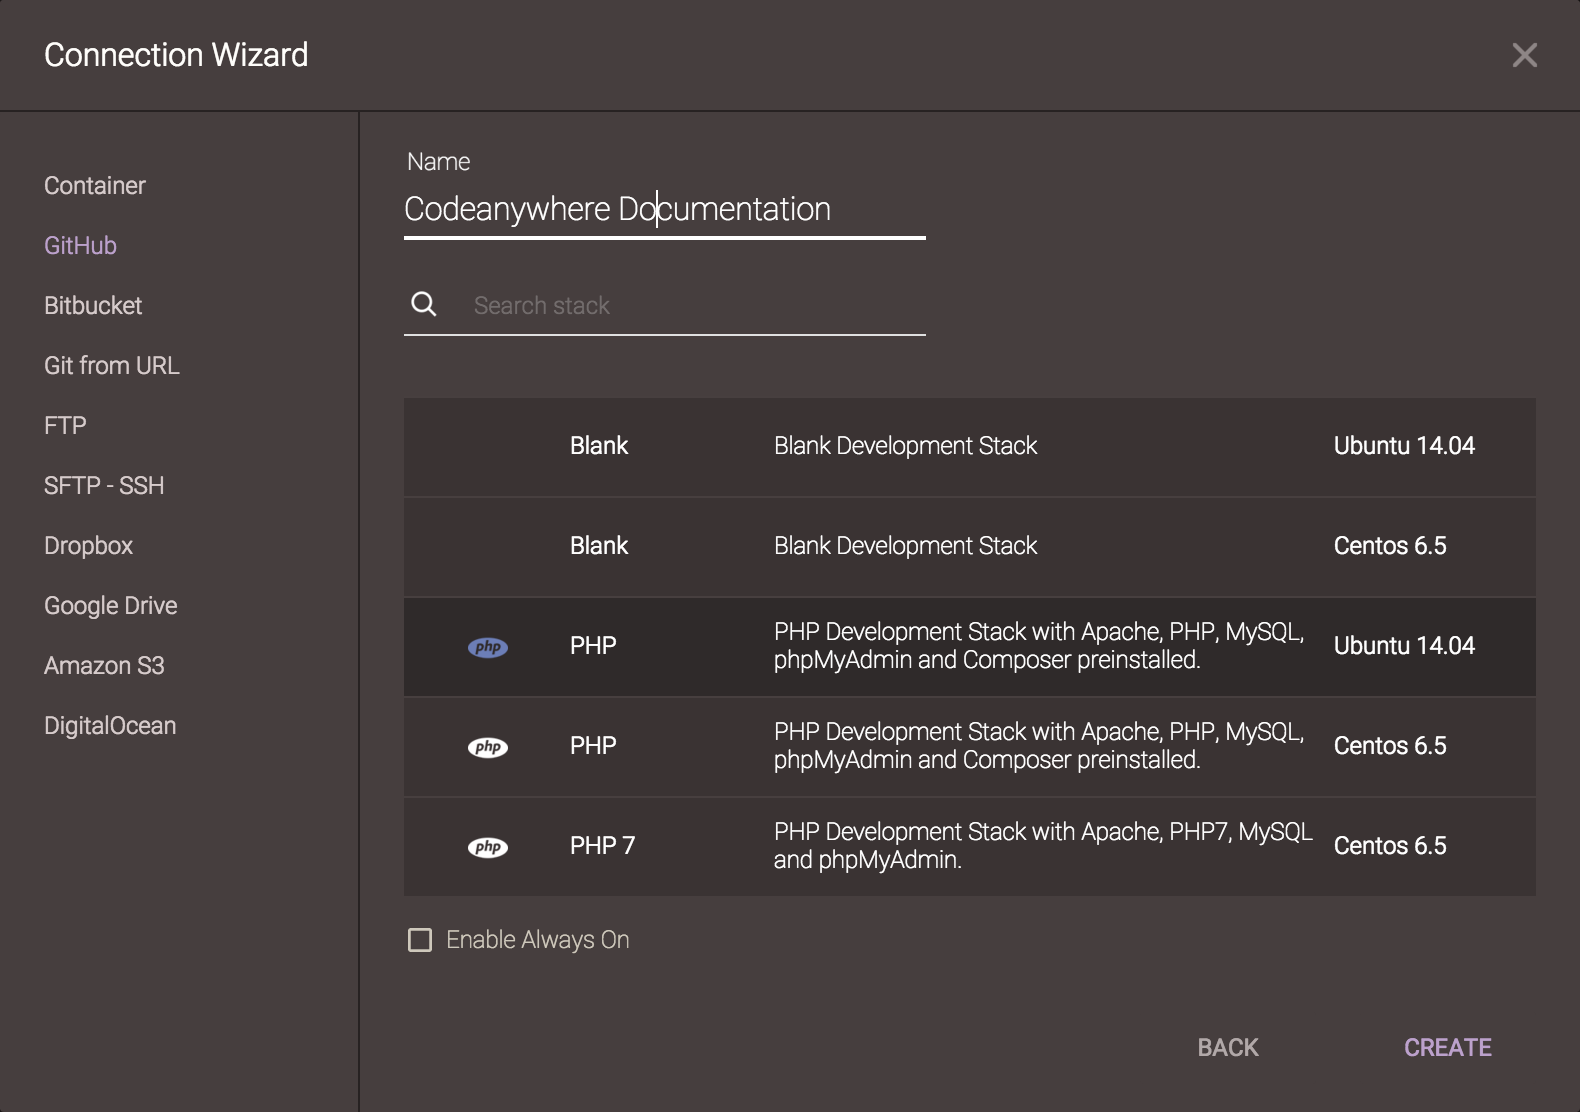 Connection Wizard
Container
GitHub
Bitbucket
Git from URL
FTP
SFTP - SSH
Dropbox
Google Drive
Amazon S3
DigitalOcean
Name
Codeanywhere Documentation
Search stack
Blank Blank Development Stack Ubuntu 14.04
Blank Blank Development Stack Centos 6.5
php PHP PHP Development Stack with Apache, PHP, MySQL, Ubuntu 14.04
phpMyAdmin and Composer preinstalled.
php PHP PHP Development Stack with Apache, PHP, MySQL, Centos 6.5
phpMyAdmin and Composer preinstalled.
php PHP 7 PHP Development Stack with Apache, PHP7, MySQL Centos 6.5
and phpMyAdmin.
Enable Always On
BACK CREATE